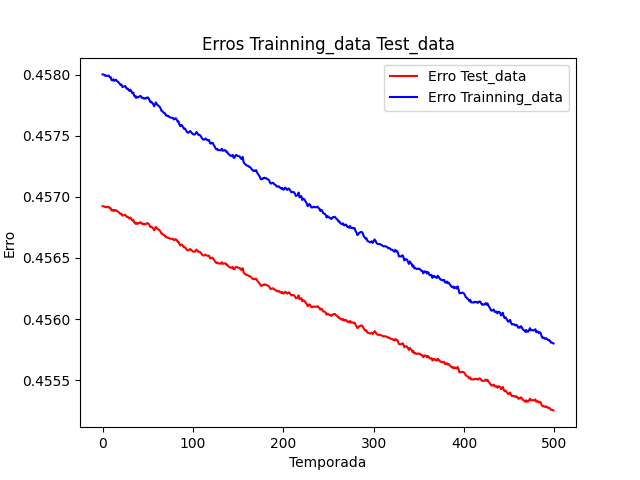 Erros Trainning_data Test_data
Erro Test_data
Erro Trainning_data
Erro
0.4580
0.4575
0.4570
0.4565
0.4560
0.4555
0 100 200 300 400 500
Temporada